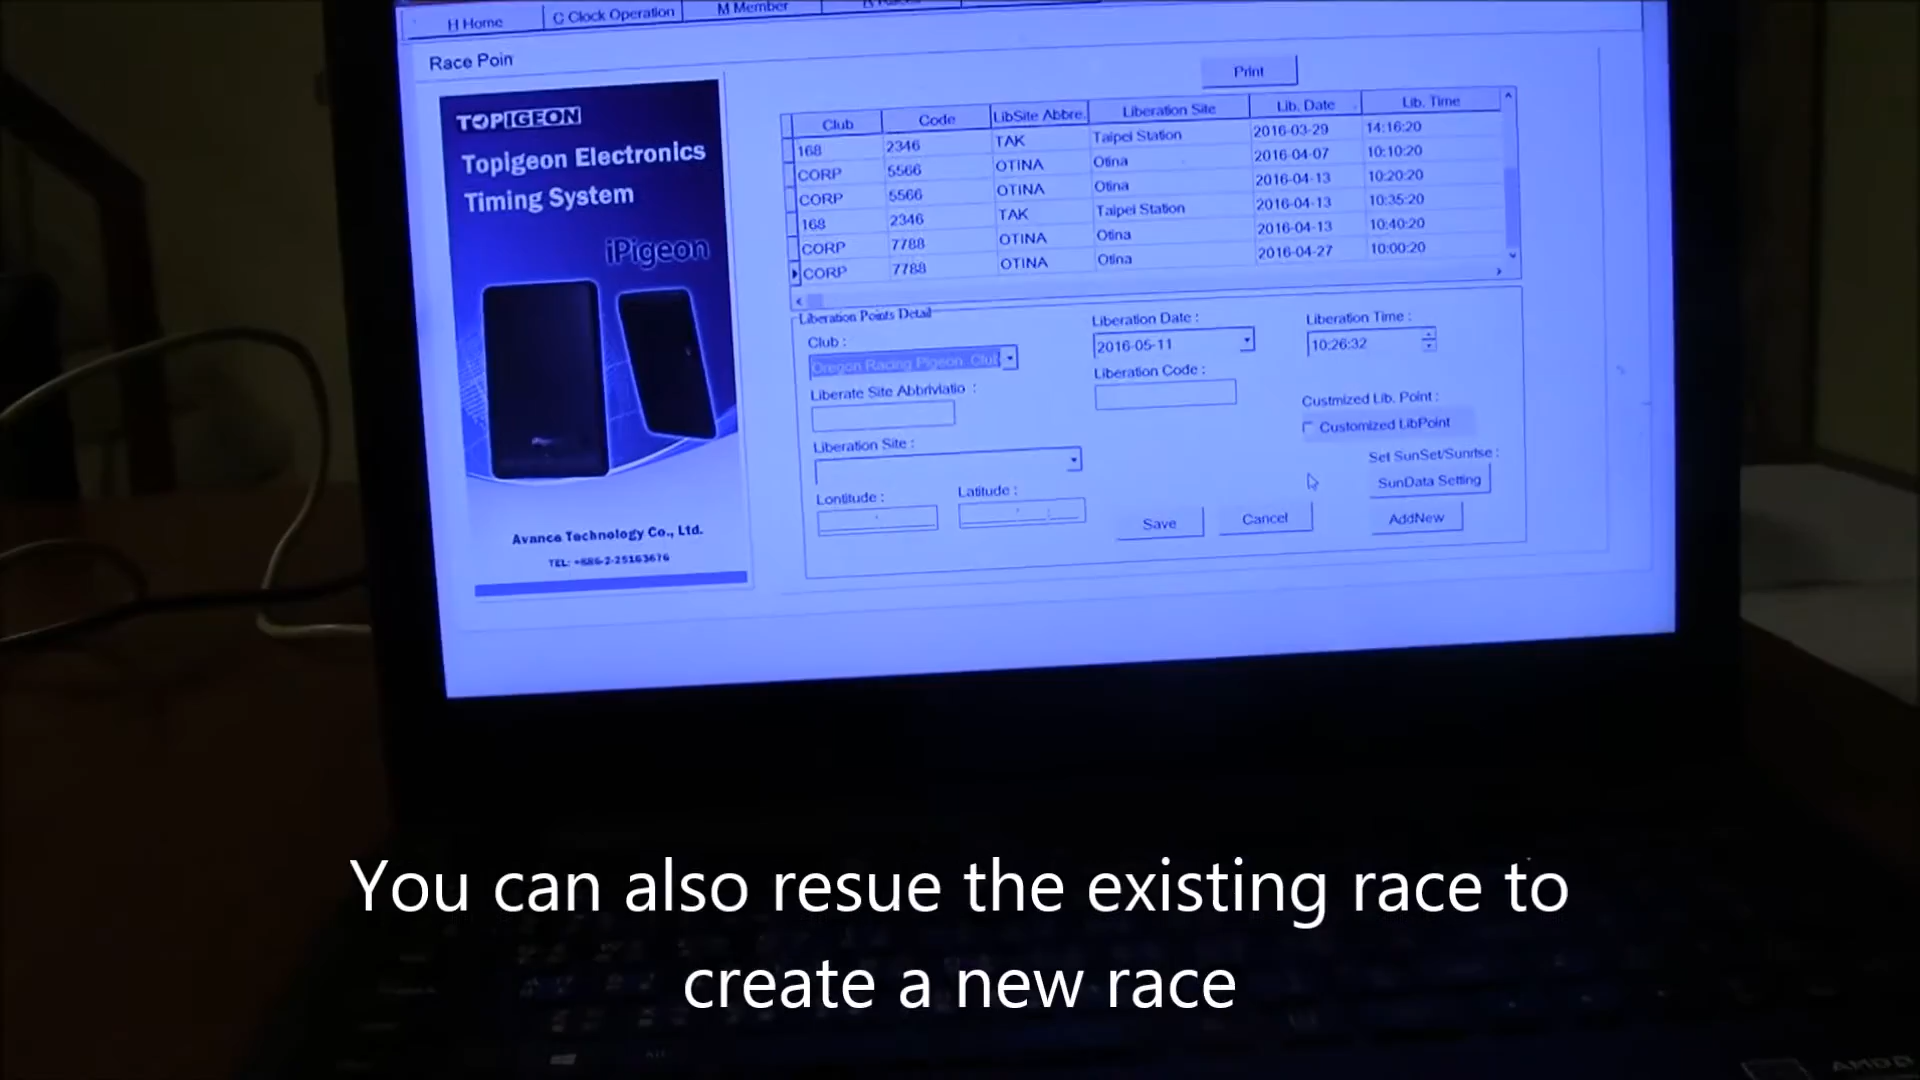 H Home
C Clock Operation
M Member
Race Poin
TOPIGEON
Topigeon Electronics
Timing System
iPigeon
Avance Technology Co., Ltd.
TEL: +886-2-25163676
Print
Club Code LibSite Abbre. Liberation Site Lib. Date Lib. Time
168 2346 TAK Taipei Station 2016-03-29 14:16:20
CORP 5566 OTINA Otina 2016-04-07 10:10:20
CORP 5566 OTINA Otina 2016-04-13 10:20:20
168 2346 TAK Taipei Station 2016-04-13 10:35:20
CORP 7788 OTINA Otina 2016-04-13 10:40:20
CORP 7788 OTINA Otina 2016-04-27 10:00:20
Liberation Points Detail
Club :
Oregon Racing Pigeon Club
Liberation Date :
2016-05-11
Liberation Time :
10:26:32
Liberate Site Abbriviatio :
Liberation Code :
Custmized Lib. Point :
Customized LibPoint
Liberation Site :
Set SunSet/Sunrise :
SunData Setting
Lontitude :
Latitude :
Save
Cancel
AddNew
You can also resue the existing race to
create a new race
AMD